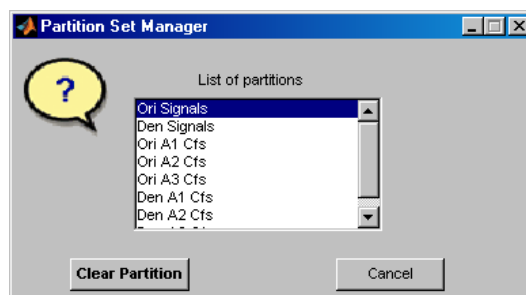 Partition Set Manager
?
List of partitions
Ori Signals
Den Signals
Ori A1 Cfs
Ori A2 Cfs
Ori A3 Cfs
Den A1 Cfs
Den A2 Cfs
Clear Partition
Cancel